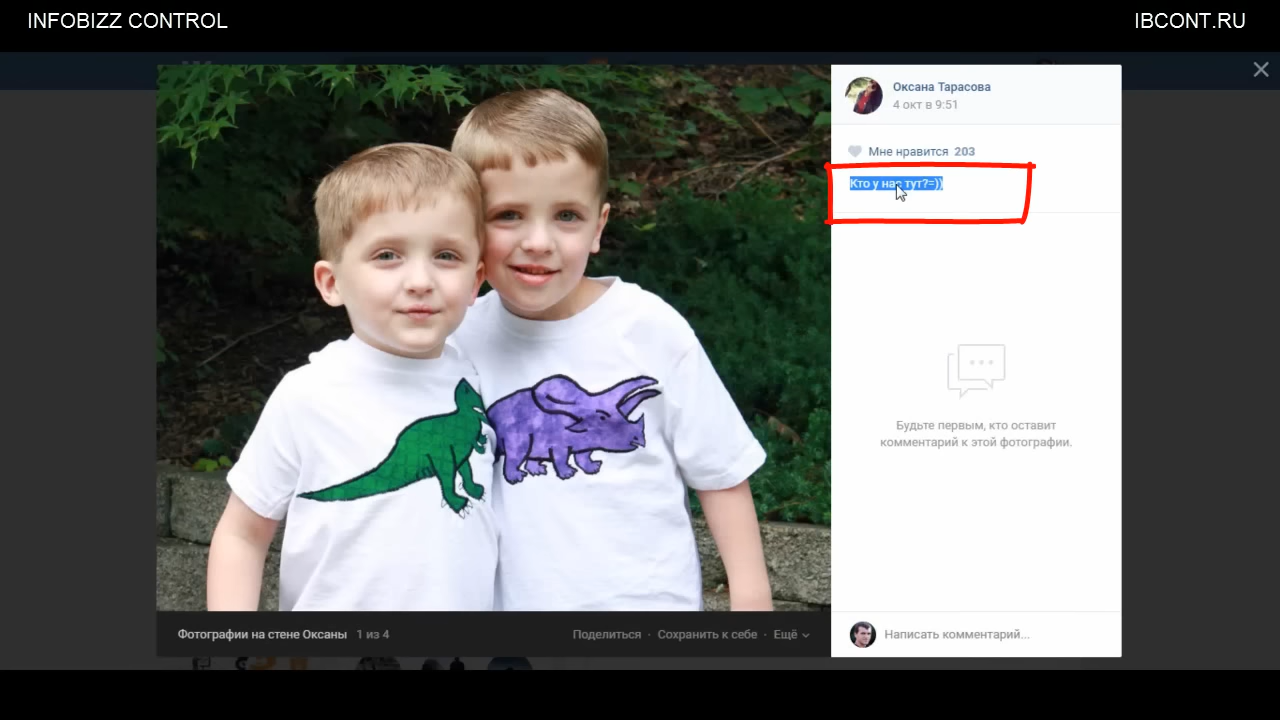 INFOBIZZ CONTROL
IBCONT.RU
Оксана Тарасова
4 окт в 9:51
Мне нравится 203
Кто у нас тут?=))
Будьте первым, кто оставит
комментарий к этой фотографии.
Фотографии на стене Оксаны 1 из 4
Поделиться · Сохранить к себе · Ещё
Написать комментарий...